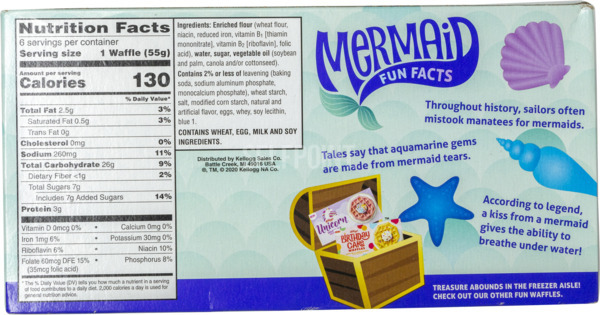 Nutrition Facts
6 servings per container
Serving size 1 Waffle (55g)
Amount per serving
Calories 130
% Daily Value*
Total Fat 2.5g 3%
Saturated Fat 0.5g 3%
Trans Fat 0g
Cholesterol 0mg 0%
Sodium 260mg 11%
Total Carbohydrate 26g 9%
Dietary Fiber <1g 2%
Total Sugars 7g
Includes 7g Added Sugars 14%
Protein 3g
Vitamin D 0mcg 0% • Calcium 0mg 0%
Iron 1mg 6% • Potassium 30mg 0%
Riboflavin 6% • Niacin 10%
Folate 60mcg DFE 15% • Phosphorus 8%
(35mcg folic acid)
* The % Daily Value (DV) tells you how much a nutrient in a serving
of food contributes to a daily diet. 2,000 calories a day is used for
general nutrition advice.
Ingredients: Enriched flour (wheat flour,
niacin, reduced iron, vitamin B₁ [thiamin
mononitrate], vitamin B₂ [riboflavin], folic
acid), water, sugar, vegetable oil (soybean
and palm, canola and/or cottonseed).
Contains 2% or less of leavening (baking
soda, sodium aluminum phosphate,
monocalcium phosphate), wheat starch,
salt, modified corn starch, natural and
artificial flavor, eggs, whey, soy lecithin,
blue 1.
CONTAINS WHEAT, EGG, MILK AND SOY
INGREDIENTS.
Distributed by Kellogg Sales Co.
Battle Creek, MI 49016 USA
®, TM, © 2020 Kellogg NA Co.
MERMAID
FUN FACTS
Throughout history, sailors often
mistook manatees for mermaids.
Tales say that aquamarine gems
are made from mermaid tears.
According to legend,
a kiss from a mermaid
gives the ability to
breathe under water!
Unicorn
BIRTHDAY
CAKE
WAFFLES
TREASURE ABOUNDS IN THE FREEZER AISLE!
CHECK OUT OUR OTHER FUN WAFFLES.